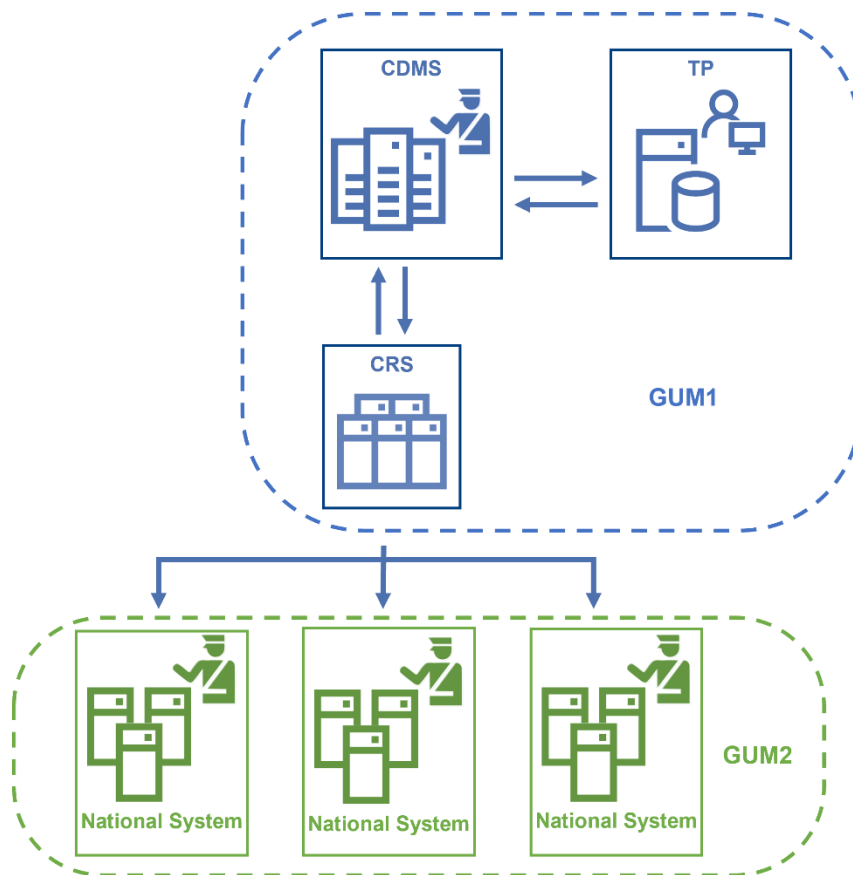 CDMS
TP
CRS
GUM1
National System
National System
National System
GUM2